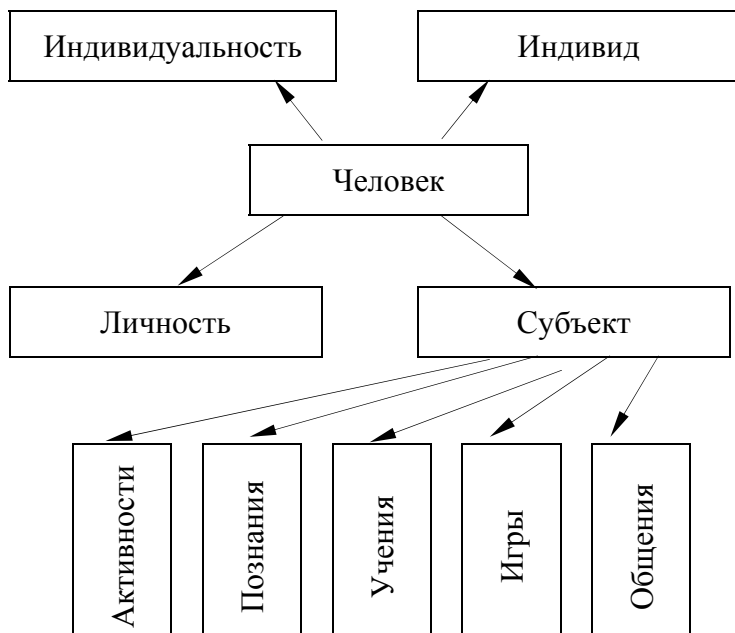 Индивидуальность
Индивид
Человек
Личность
Субъект
Активности
Познания
Учения
Игры
Общения